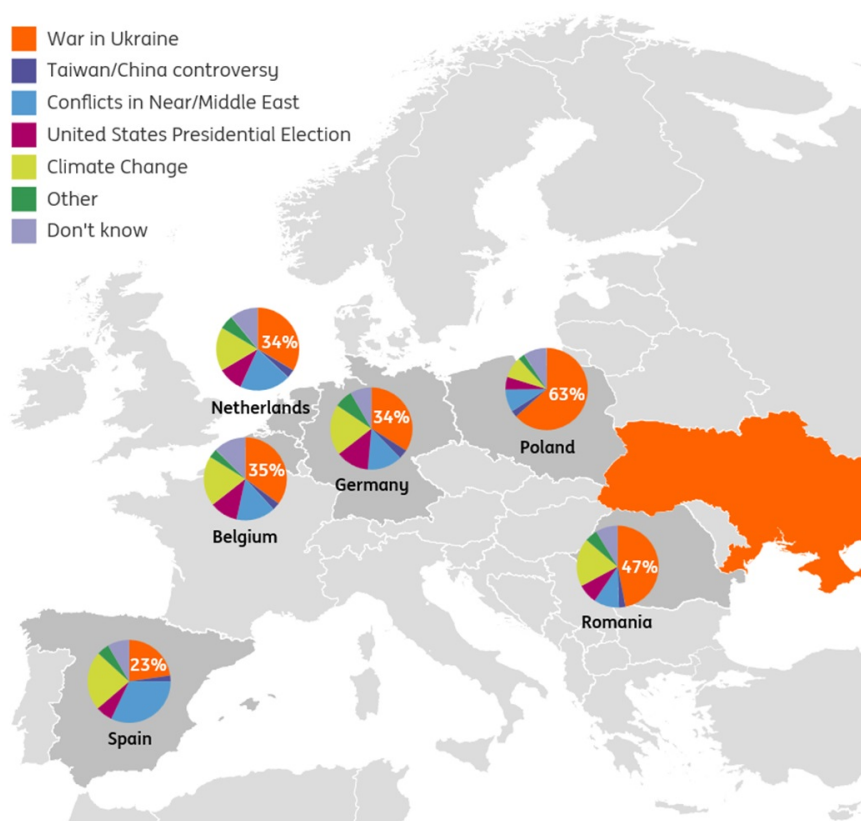 War in Ukraine
Taiwan/China controversy
Conflicts in Near/Middle East
United States Presidential Election
Climate Change
Other
Don't know
34%
Netherlands
34%
Germany
63%
Poland
35%
Belgium
47%
Romania
23%
Spain